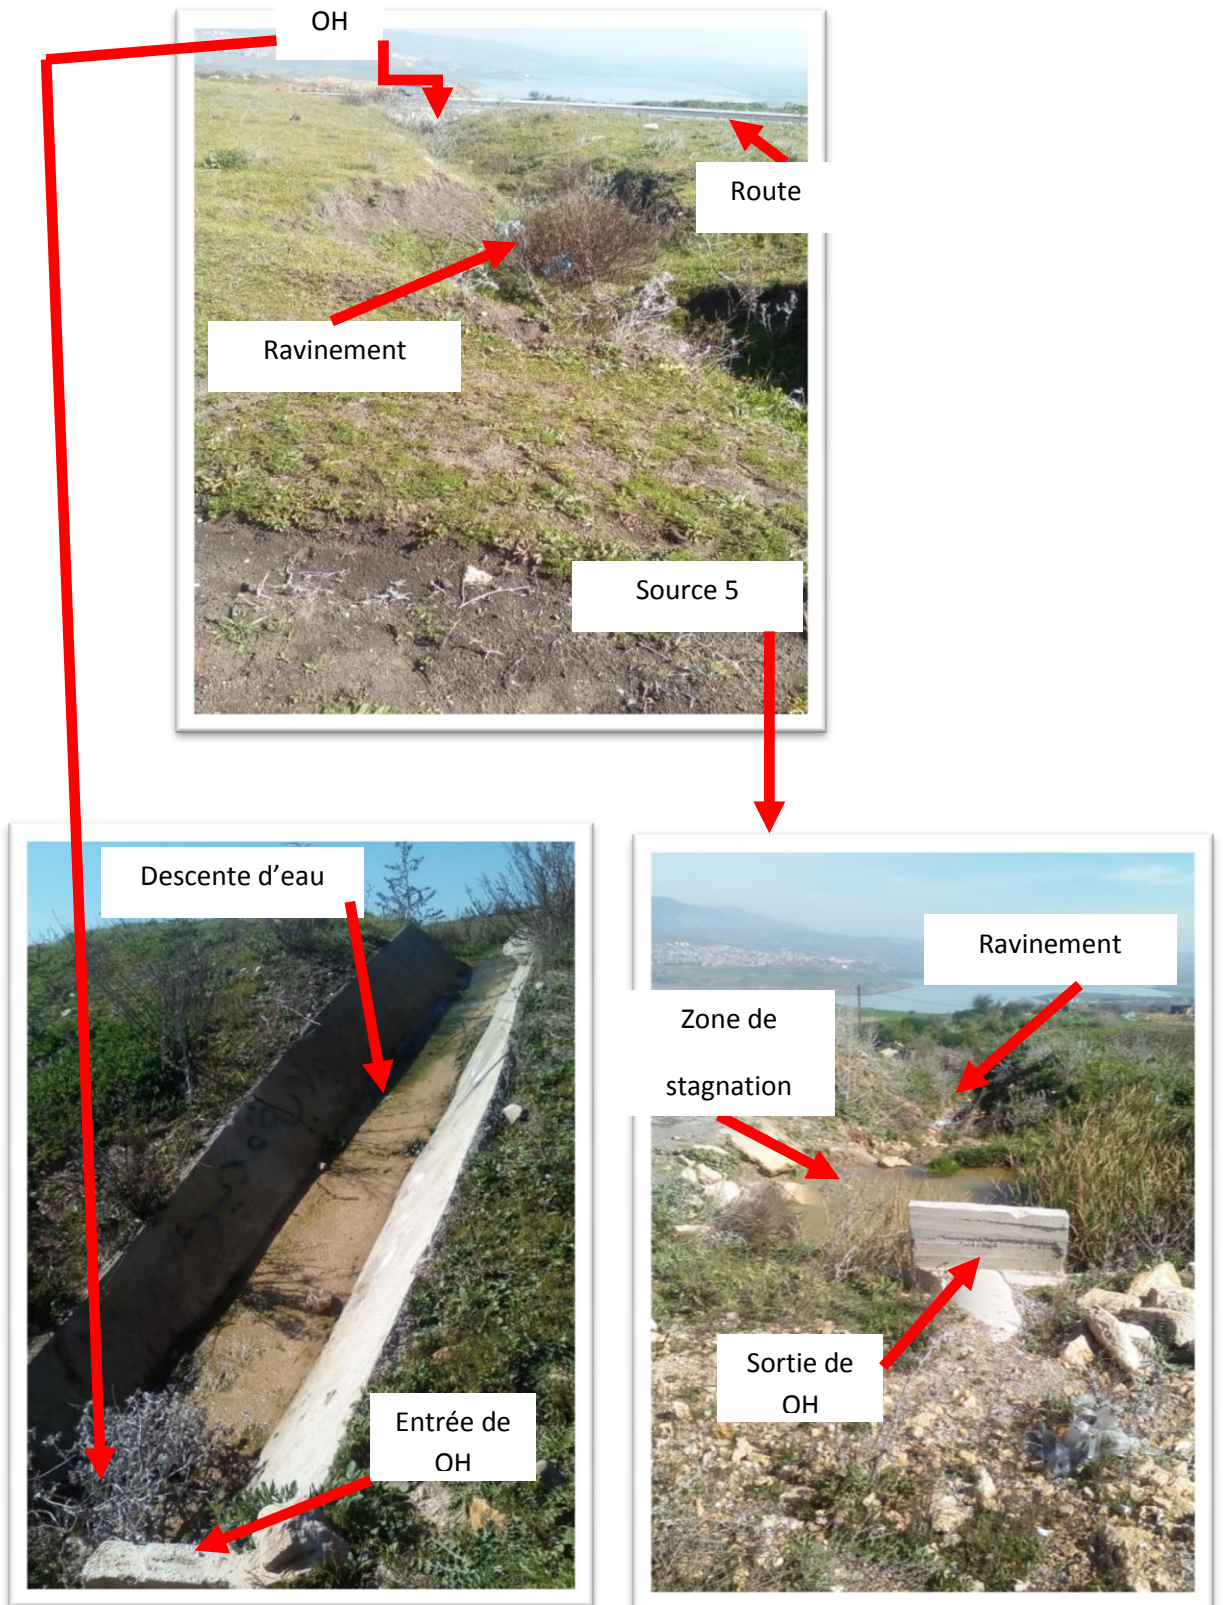 OH
Route
Ravinement
Source 5
Descente d’eau
Entrée de
OH
Ravinement
Zone de
stagnation
Sortie de
OH